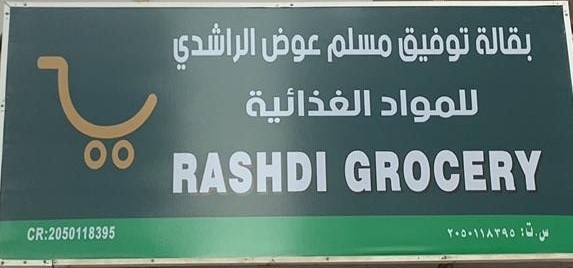 بقالة توفيق مسلم عوض الراشدي
للمواد الغذائية
RASHDI GROCERY
CR:2050118395
س.ت: ٢٠٥٠١١٨٣٩٥